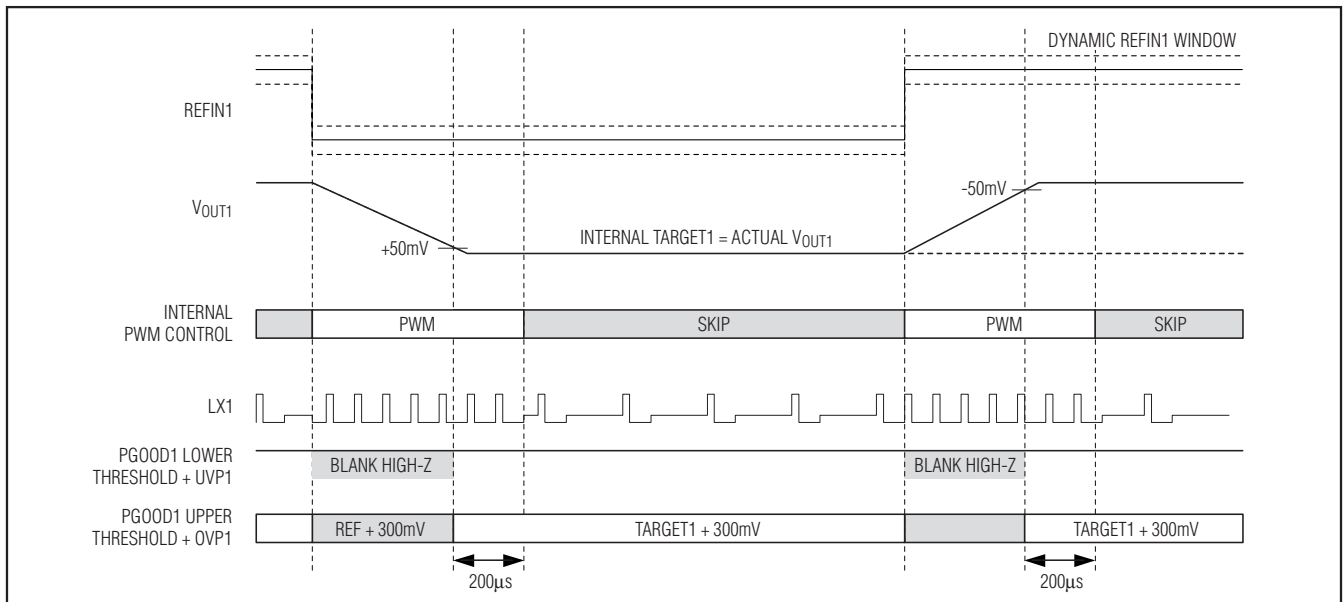 DYNAMIC REFIN1 WINDOW
REFIN1
VOUT1
+50mV
INTERNAL TARGET1 = ACTUAL VOUT1
-50mV
INTERNAL
PWM CONTROL
PWM
SKIP
PWM
SKIP
LX1
PGOOD1 LOWER
THRESHOLD + UVP1
BLANK HIGH-Z
BLANK HIGH-Z
PGOOD1 UPPER
THRESHOLD + OVP1
REF + 300mV
TARGET1 + 300mV
TARGET1 + 300mV
200μs
200μs